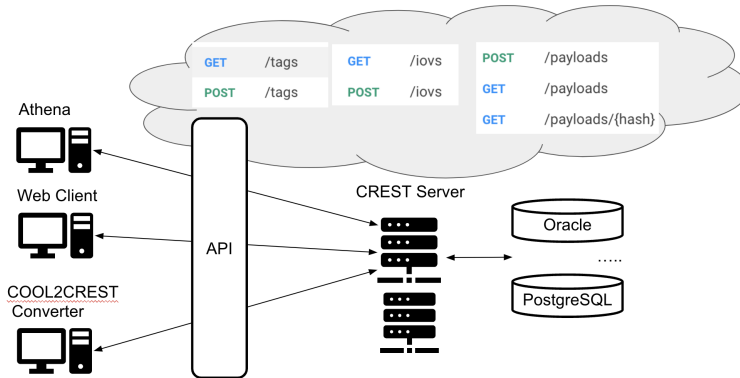 GET /tags
POST /tags
GET /iovs
POST /iovs
POST /payloads
GET /payloads
GET /payloads/{hash}
Athena
Web Client
COOL2CREST
Converter
API
CREST Server
Oracle
.....
PostgreSQL